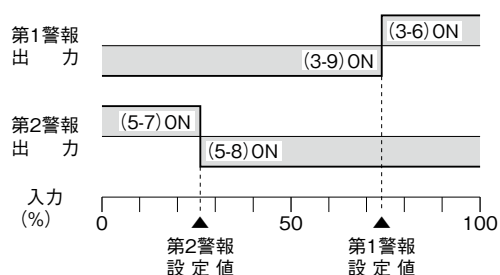 第1警報
出　力
(3-6)ON
(3-9)ON
第2警報
出　力
(5-7)ON
(5-8)ON
入力
(%)
0 50 100
第2警報
設定値
第1警報
設定値